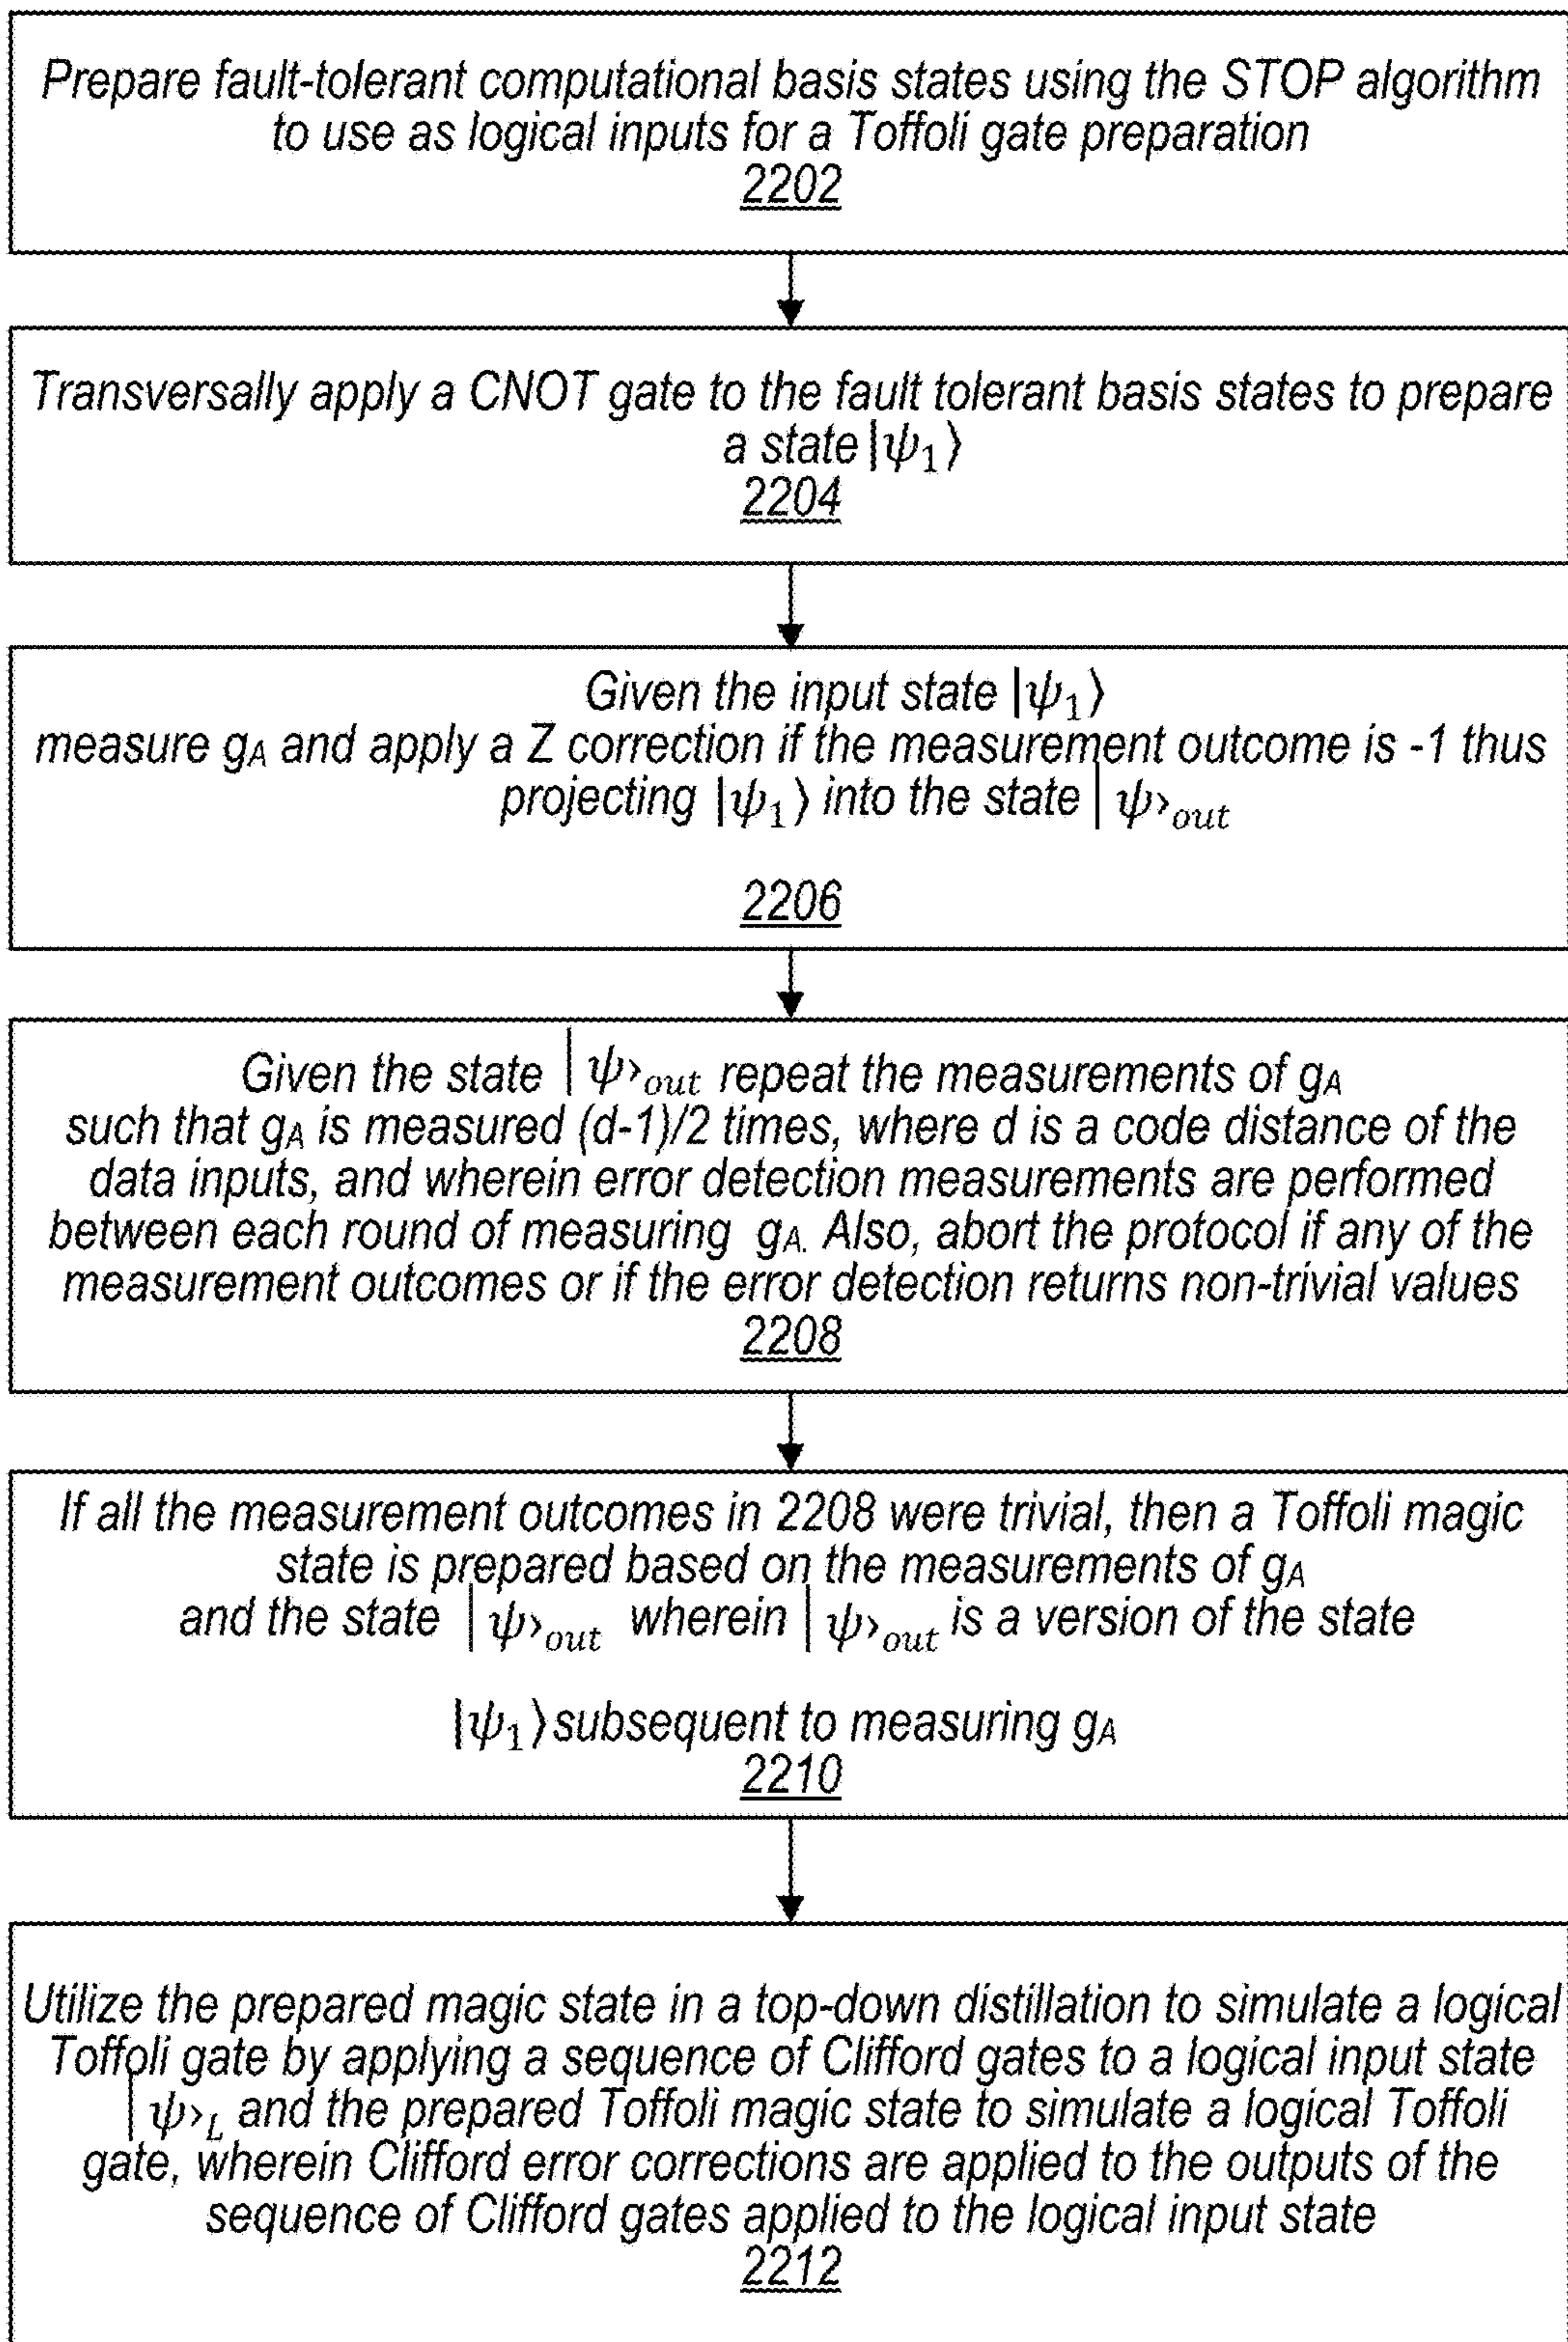 Prepare fault-tolerant computational basis states using the STOP algorithm
to use as logical inputs for a Toffoli gate preparation
2202
Transversally apply a CNOT gate to the fault tolerant basis states to prepare
a state |ψ₁⟩
2204
Given the input state |ψ₁⟩
measure gA and apply a Z correction if the measurement outcome is -1 thus
projecting |ψ₁⟩ into the state |ψ›out
2206
Given the state |ψ›out repeat the measurements of gA
such that gA is measured (d-1)/2 times, where d is a code distance of the
data inputs, and wherein error detection measurements are performed
between each round of measuring gA. Also, abort the protocol if any of the
measurement outcomes or if the error detection returns non-trivial values
2208
If all the measurement outcomes in 2208 were trivial, then a Toffoli magic
state is prepared based on the measurements of gA
and the state |ψ›out wherein |ψ›out is a version of the state
|ψ₁⟩ subsequent to measuring gA
2210
Utilize the prepared magic state in a top-down distillation to simulate a logical
Toffoli gate by applying a sequence of Clifford gates to a logical input state
|ψ›L and the prepared Toffoli magic state to simulate a logical Toffoli
gate, wherein Clifford error corrections are applied to the outputs of the
sequence of Clifford gates applied to the logical input state
2212